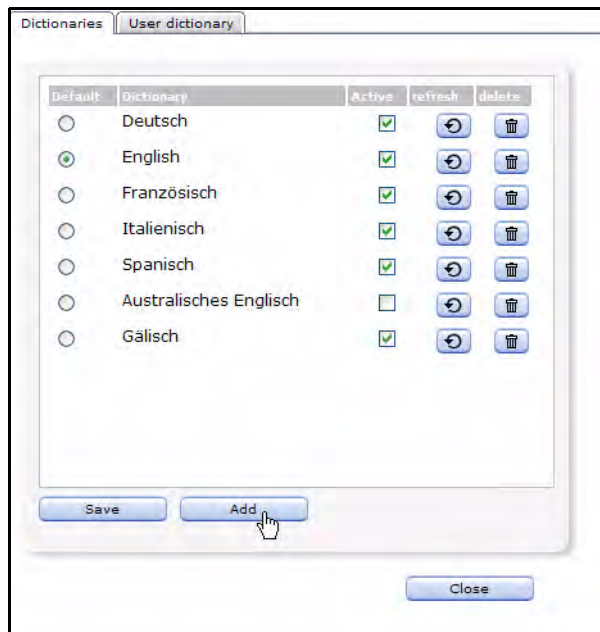 Dictionaries User dictionary
Default Dictionary Active refresh delete
Deutsch
English
Französisch
Italienisch
Spanisch
Australisches Englisch
Gälisch
Save Add
Close